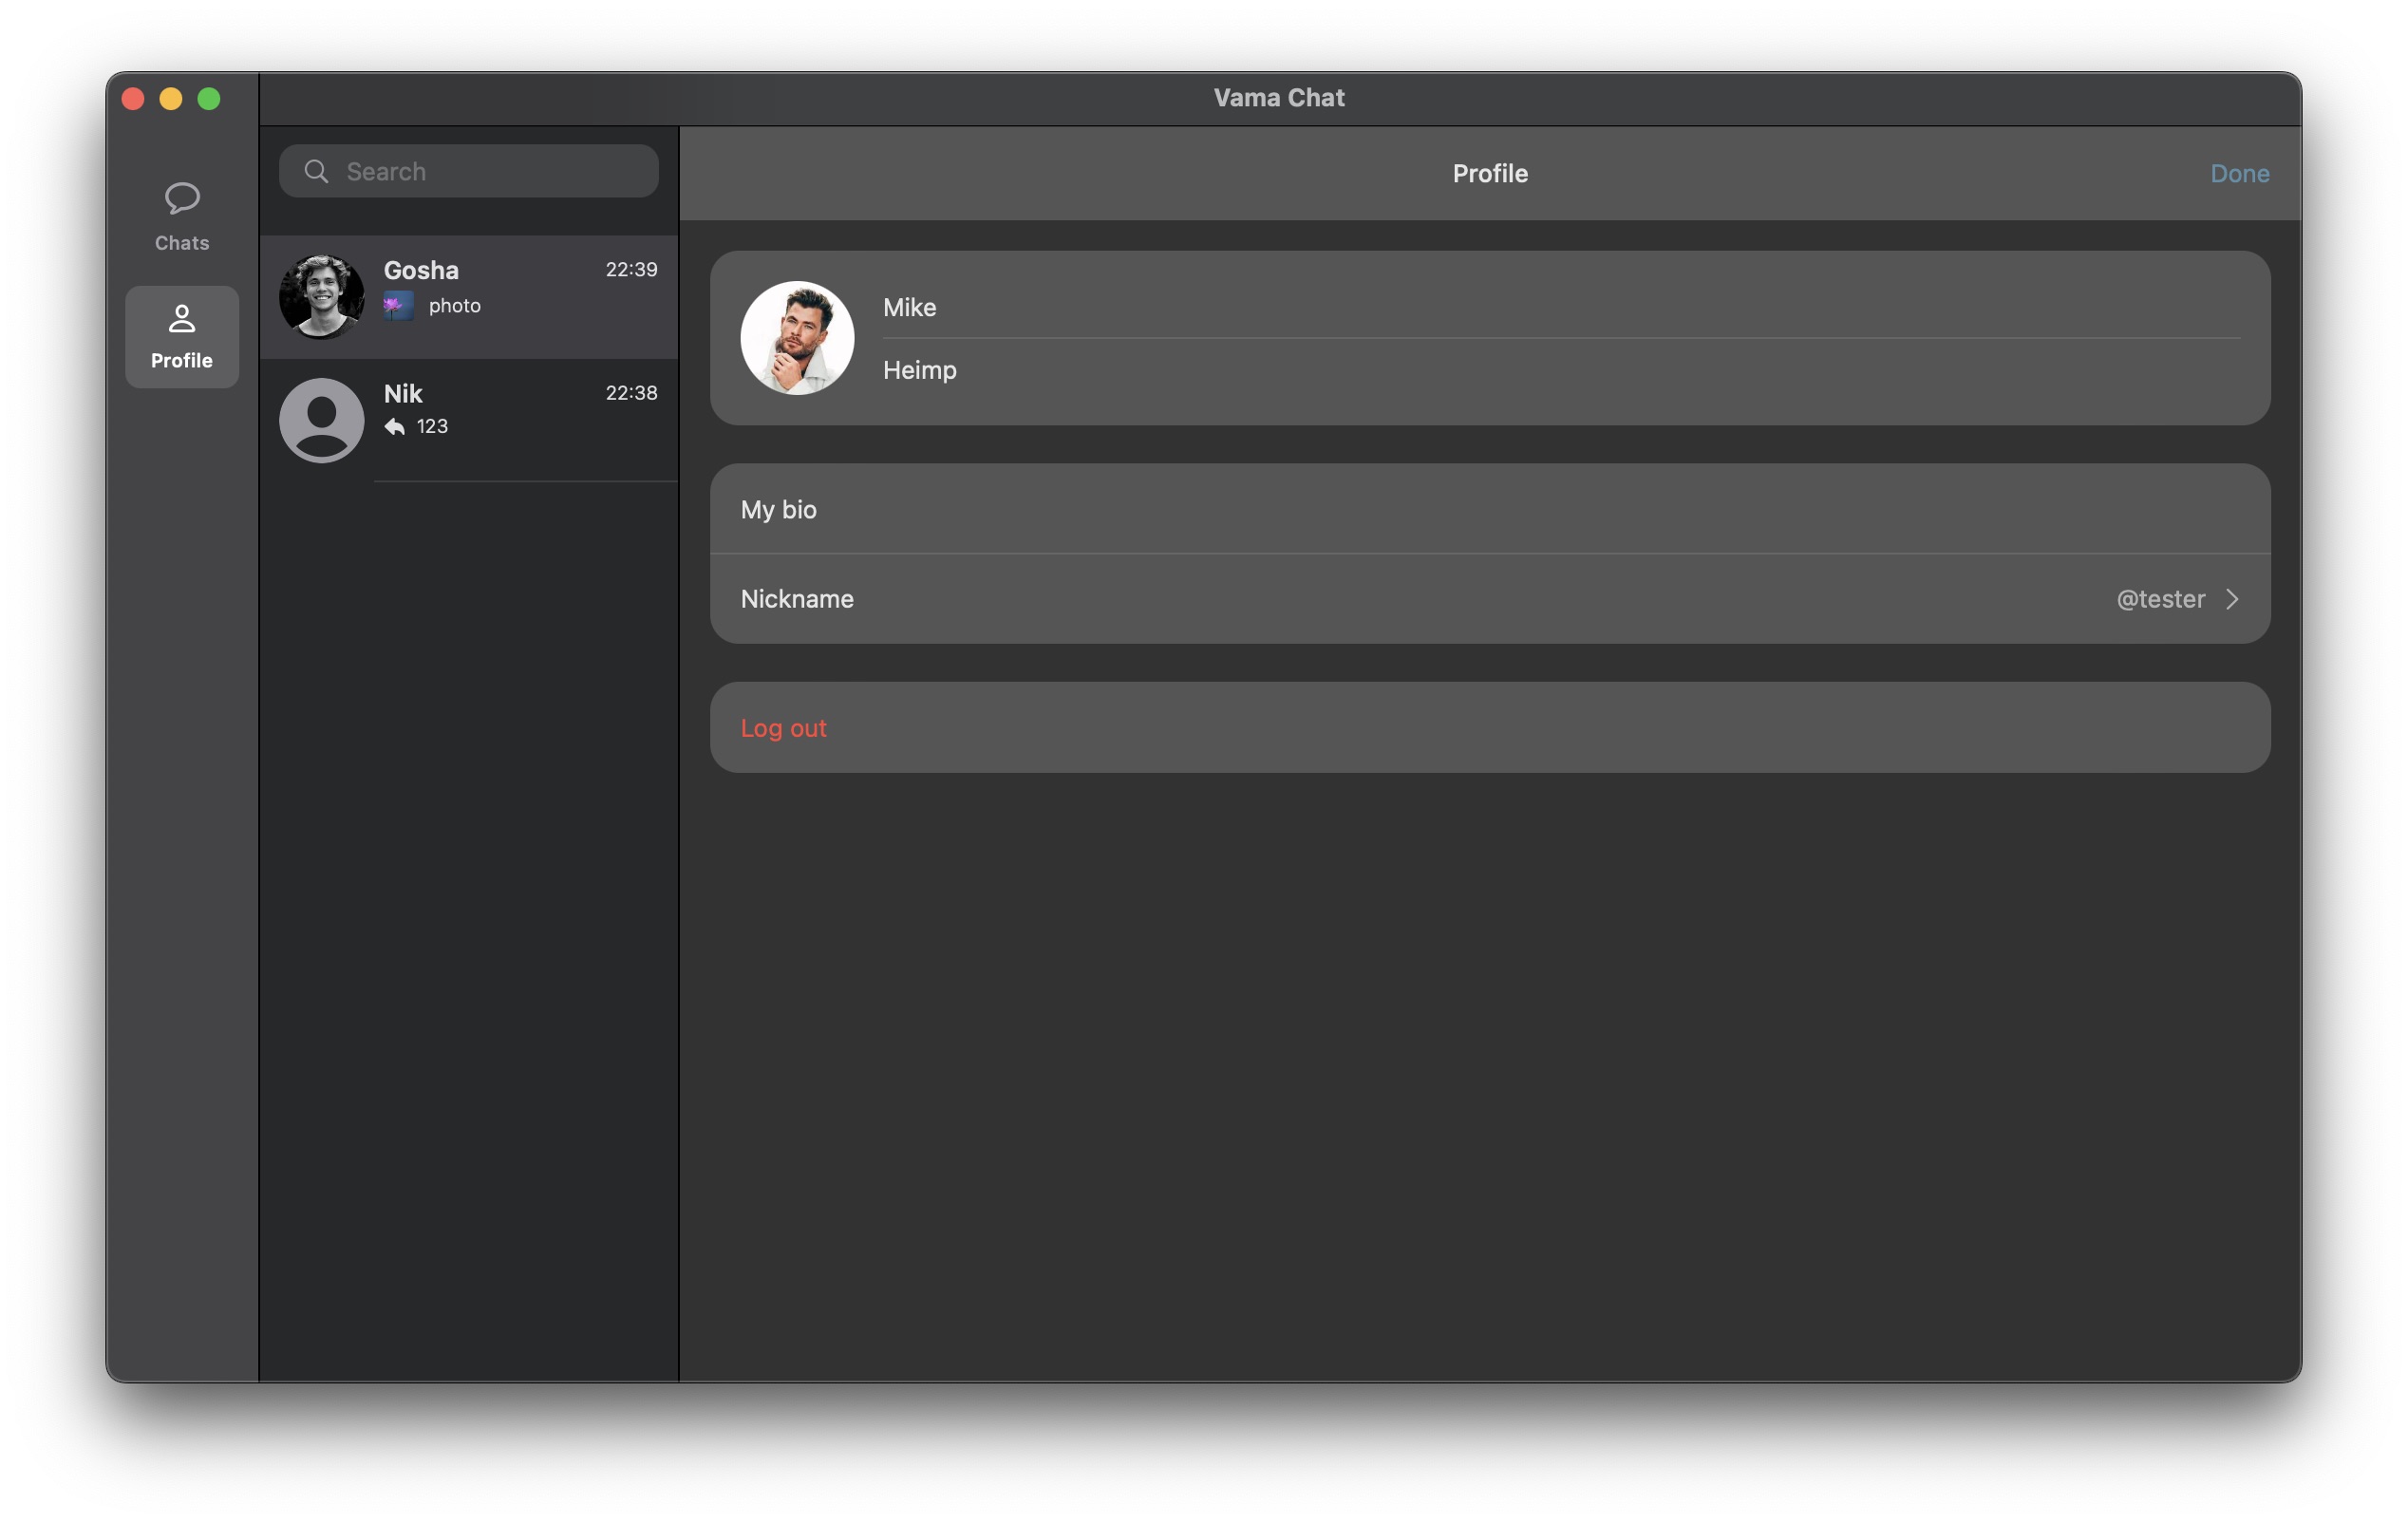 Vama Chat
Chats
Profile
Search
Gosha 22:39
photo
Nik 22:38
123
Profile
Done
Mike
Heimp
My bio
Nickname @tester
Log out